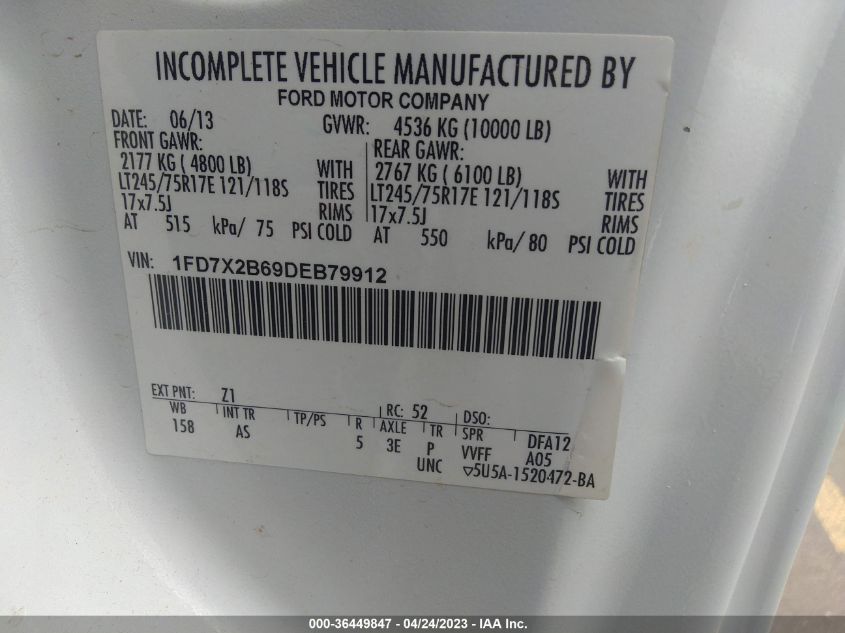 INCOMPLETE VEHICLE MANUFACTURED BY
FORD MOTOR COMPANY
DATE: 06/13 GVWR: 4536 KG (10000 LB)
FRONT GAWR: REAR GAWR:
2177 KG ( 4800 LB) WITH 2767 KG ( 6100 LB) WITH
LT245/75R17E 121/118S TIRES LT245/75R17E 121/118S TIRES
17x7.5J RIMS 17x7.5J RIMS
AT 515 kPa/ 75 PSI COLD AT 550 kPa/ 80 PSI COLD
VIN: 1FD7X2B69DEB79912
EXT PNT: Z1 RC: 52 DSO:
WB INT TR TP/PS R AXLE TR SPR DFA12
158 AS 5 3E P VVFF A05
UNC ▽5U5A-1520472-BA
000-36449847 - 04/24/2023 - IAA Inc.